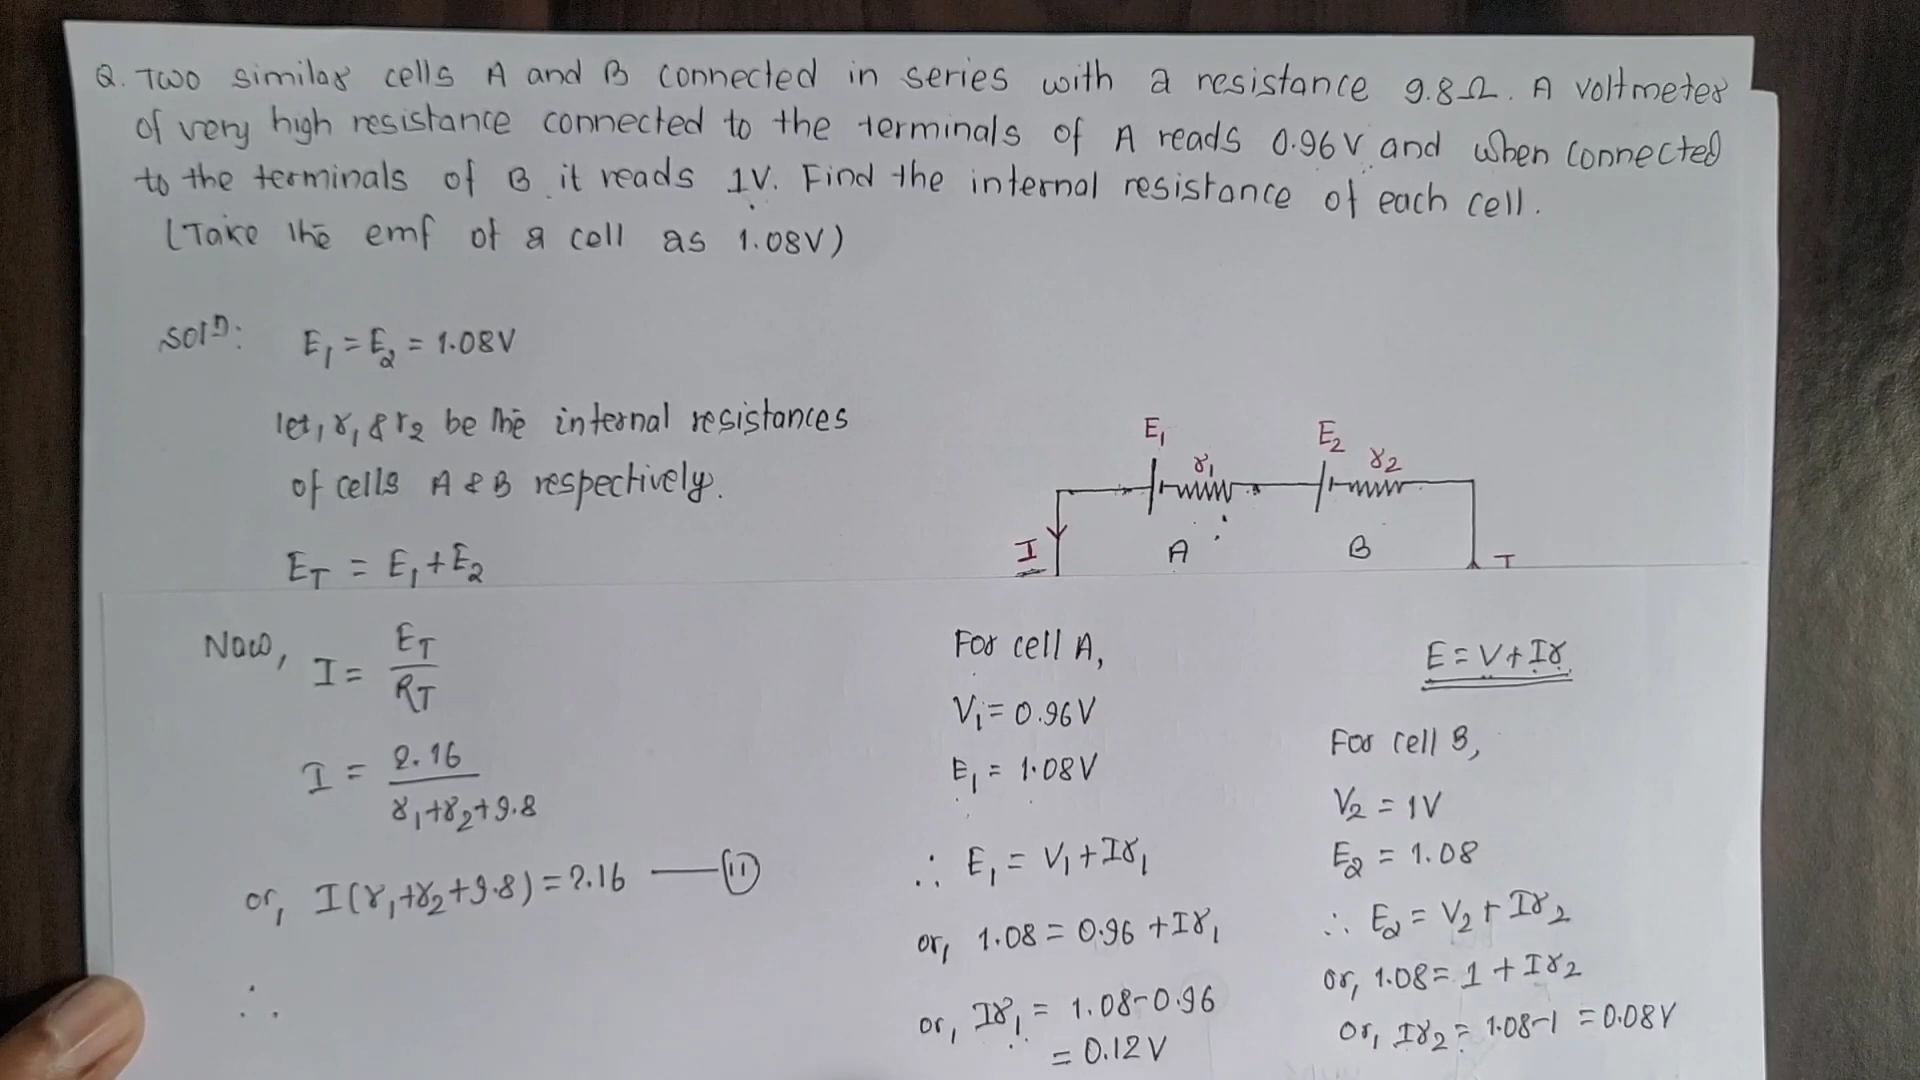 Q. Two similar cells A and B connected in series with a resistance 9.8Ω. A voltmeter
of very high resistance connected to the terminals of A reads 0.96V and when connected
to the terminals of B it reads 1V. Find the internal resistance of each cell.
(Take the emf of a cell as 1.08V)
Solⁿ: E₁ = E₂ = 1.08V
let, r₁ & r₂ be the internal resistances
of cells A & B respectively.
E_T = E₁ + E₂
E₁ r₁ E₂ r₂
A B
I I
Now, I = E_T / R_T
I = 2.16 / r₁+r₂+9.8
or, I(r₁+r₂+9.8) = 2.16 —(ii)
∴
For cell A,
V₁ = 0.96V
E₁ = 1.08V
∴ E₁ = V₁ + Ir₁
or, 1.08 = 0.96 + Ir₁
or, Ir₁ = 1.08-0.96
= 0.12V
E = V + Ir
For cell B,
V₂ = 1V
E₂ = 1.08
∴ E₂ = V₂ + Ir₂
or, 1.08 = 1 + Ir₂
or, Ir₂ = 1.08-1 = 0.08V